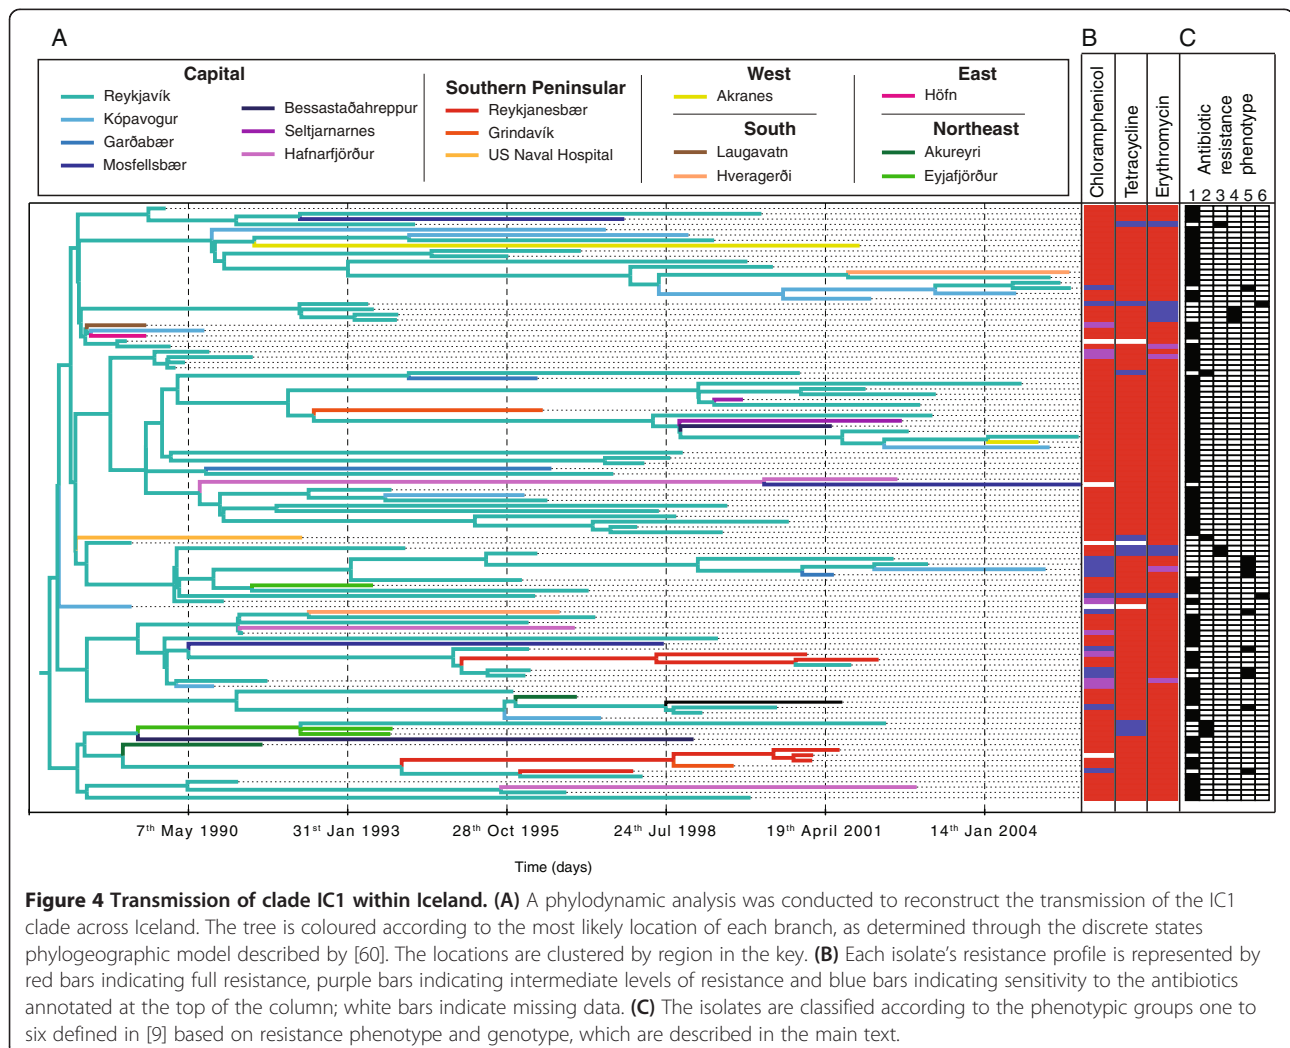 A
B
C
Capital
Reykjavík
Kópavogur
Garðabær
Mosfellsbær
Bessastaðahreppur
Seltjarnarnes
Hafnarfjörður
Southern Peninsular
Reykjanesbær
Grindavík
US Naval Hospital
West
Akranes
South
Laugavatn
Hveragerði
East
Höfn
Northeast
Akureyri
Eyjafjörður
Chloramphenicol
Tetracycline
Erythromycin
Antibiotic
resistance
phenotype
1 2 3 4 5 6
7th May 1990
31st Jan 1993
28th Oct 1995
24th Jul 1998
19th April 2001
14th Jan 2004
Time (days)
Figure 4 Transmission of clade IC1 within Iceland. (A) A phylodynamic analysis was conducted to reconstruct the transmission of the IC1
clade across Iceland. The tree is coloured according to the most likely location of each branch, as determined through the discrete states
phylogeographic model described by [60]. The locations are clustered by region in the key. (B) Each isolate's resistance profile is represented by
red bars indicating full resistance, purple bars indicating intermediate levels of resistance and blue bars indicating sensitivity to the antibiotics
annotated at the top of the column; white bars indicate missing data. (C) The isolates are classified according to the phenotypic groups one to
six defined in [9] based on resistance phenotype and genotype, which are described in the main text.